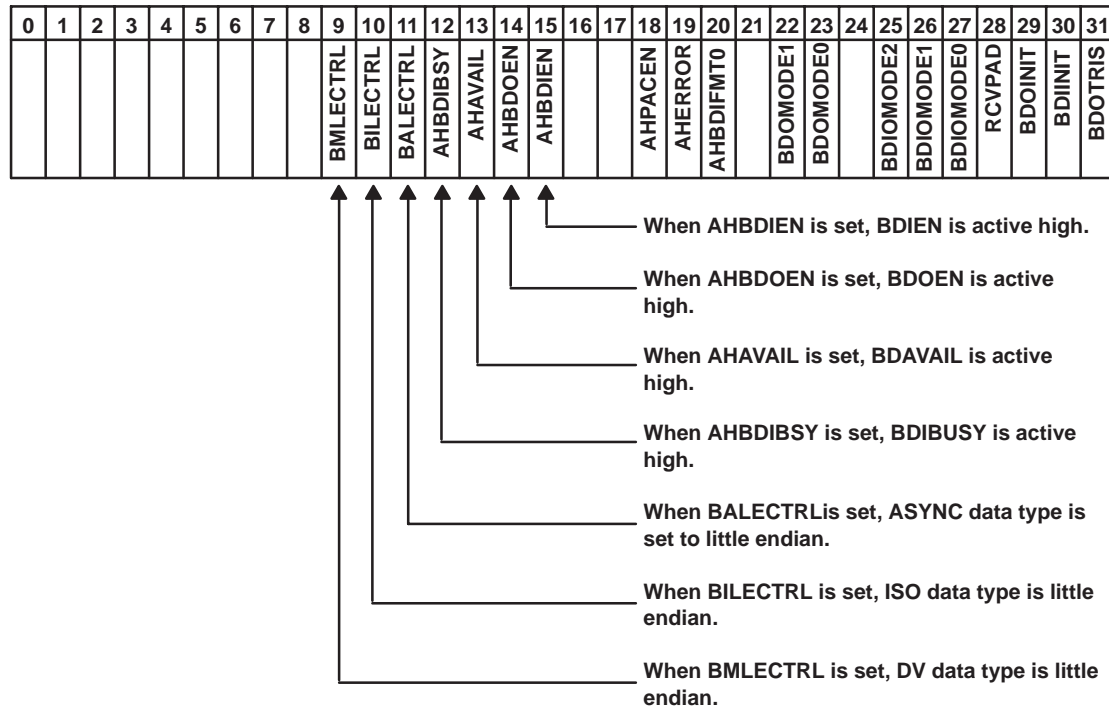 0 1 2 3 4 5 6 7 8 9 10 11 12 13 14 15 16 17 18 19 20 21 22 23 24 25 26 27 28 29 30 31
BMLECTRL
BILECTRL
BALECTRL
AHBDIBSY
AHAVAIL
AHBDOEN
AHBDIEN
AHPACEN
AHERROR
AHBDIFMT0
BDOMODE1
BDOMODE0
BDIOMODE2
BDIOMODE1
BDIOMODE0
RCVPAD
BDOINIT
BDIINIT
BDOTRIS
When AHBDIEN is set, BDIEN is active high.
When AHBDOEN is set, BDOEN is active
high.
When AHAVAIL is set, BDAVAIL is active
high.
When AHBDIBSY is set, BDIBUSY is active
high.
When BALECTRLis set, ASYNC data type is
set to little endian.
When BILECTRL is set, ISO data type is little
endian.
When BMLECTRL is set, DV data type is little
endian.